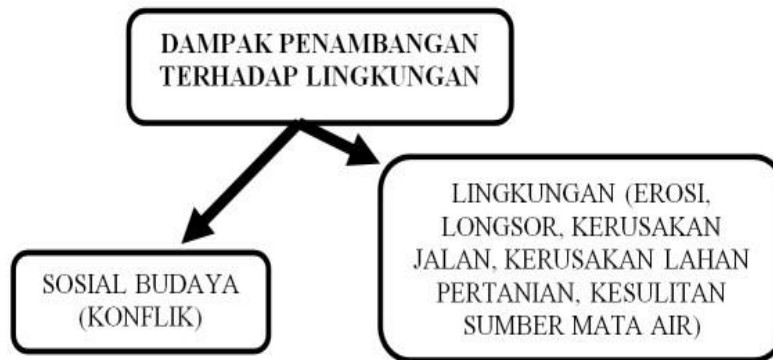 DAMPAK PENAMBANGAN
TERHADAP LINGKUNGAN
SOSIAL BUDAYA
(KONFLIK)
LINGKUNGAN (EROSI,
LONGSOR, KERUSAKAN
JALAN, KERUSAKAN LAHAN
PERTANIAN, KESULITAN
SUMBER MATA AIR)